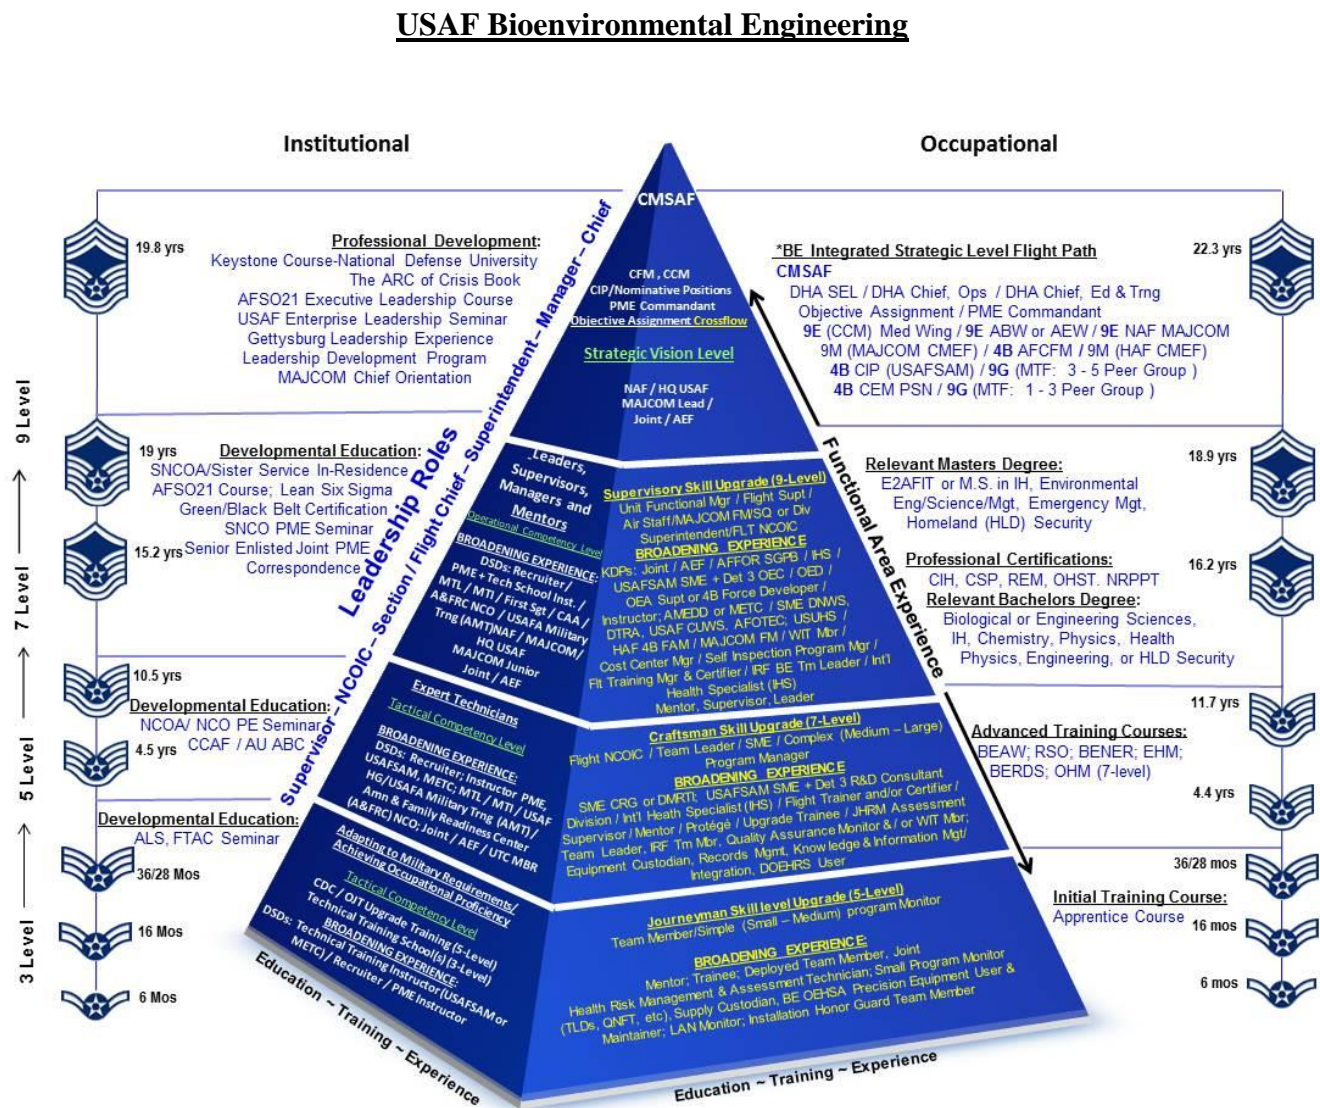 USAF Bioenvironmental Engineering
Institutional
Occupational
CMSAF
19.8 yrs
Professional Development:
Keystone Course-National Defense University
The ARC of Crisis Book
AFSO21 Executive Leadership Course
USAF Enterprise Leadership Seminar
Gettysburg Leadership Experience
Leadership Development Program
MAJCOM Chief Orientation
19 yrs
Developmental Education:
SNCOA/Sister Service In-Residence
AFSO21 Course; Lean Six Sigma
Green/Black Belt Certification
SNCO PME Seminar
Senior Enlisted Joint PME
Correspondence
15.2 yrs
10.5 yrs
Developmental Education:
NCOA/ NCO PE Seminar
CCAF / AU ABC
4.5 yrs
Developmental Education:
ALS, FTAC Seminar
36/28 Mos
16 Mos
6 Mos
3 Level
5 Level
7 Level
9 Level
Leadership Roles
Supervisor – NCOIC – Section / Flight Chief – Superintendent – Manager – Chief
CFM , CCM
CIP/Nominative Positions
PME Commandant
Objective Assignment Crossflow
Strategic Vision Level
NAF / HQ USAF
MAJCOM Lead /
Joint / AEF
Leaders,
Supervisors,
Managers and
Mentors
Operational Competency Level
BROADENING EXPERIENCE:
DSDs: Recruiter /
PME + Tech School Inst. /
MTL / MTI / First Sgt / CAA /
A&FRC NCO / USAFA Military
Trng (AMT)NAF / MAJCOM/
HQ USAF
MAJCOM Junior
Joint / AEF
Supervisory Skill Upgrade (9-Level)
Unit Functional Mgr / Flight Supt /
Air Staff/MAJCOM FM/SQ or Div
Superintendent/FLT NCOIC
BROADENING EXPERIENCE
KDPs: Joint / AEF / AFFOR SGPB / IHS /
USAFSAM SME + Det 3 OEC / OED /
OEA Supt or 4B Force Developer /
Instructor; AMEDD or METC / SME DNWS,
DTRA, USAF CUWS, AFOTEC; USUHS /
HAF 4B FAM / MAJCOM FM / WIT Mbr /
Cost Center Mgr / Self Inspection Program Mgr /
Flt Training Mgr & Certifier / IRF BE Tm Leader / Int'l
Health Specialist (IHS)
Mentor, Supervisor, Leader
Expert Technicians
Tactical Competency Level
BROADENING EXPERIENCE:
DSDs: Recruiter; Instructor PME,
USAFSAM, METC; MTL / MTI / USAF
HG/USAFA Military Trng (AMT)/
Amn & Family Readiness Center
(A&FRC) NCO; Joint / AEF / UTC MBR
Craftsman Skill Upgrade (7-Level)
Flight NCOIC / Team Leader / SME / Complex (Medium – Large)
Program Manager
BROADENING EXPERIENCE
SME CRG or DMRTI; USAFSAM SME + Det 3 R&D Consultant
Division / Int'l Heath Specialist (IHS) / Flight Trainer and/or Certifier /
Supervisor / Mentor / Protégé / Upgrade Trainee / JHRM Assessment
Team Leader, IRF Tm Mbr, Quality Assurance Monitor & / or WIT Mbr;
Equipment Custodian, Records Mgmt, Knowledge & Information Mgt/
Integration, DOEHRS User
Adapting to Military Requirements/
Achieving Occupational Proficiency
Tactical Competency Level
CDC / OJT Upgrade Training (5-Level)
Technical Training School(s) (3-Level)
BROADENING EXPERIENCE:
DSDs: Technical Training Instructor (USAFSAM or
METC) / Recruiter / PME Instructor
Journeyman Skill level Upgrade (5-Level)
Team Member/Simple (Small – Medium) program Monitor
BROADENING EXPERIENCE:
Mentor; Trainee; Deployed Team Member, Joint
Health Risk Management & Assessment Technician; Small Program Monitor
(TLDs, QNFT, etc), Supply Custodian, BE OEHSA Precision Equipment User &
Maintainer; LAN Monitor; Installation Honor Guard Team Member
Education ~ Training ~ Experience
Education ~ Training ~ Experience
Functional Area Experience
*BE Integrated Strategic Level Flight Path
CMSAF
DHA SEL / DHA Chief, Ops / DHA Chief, Ed & Trng
Objective Assignment / PME Commandant
9E (CCM) Med Wing / 9E ABW or AEW / 9E NAF MAJCOM
9M (MAJCOM CMEF) / 4B AFCFM / 9M (HAF CMEF)
4B CIP (USAFSAM) / 9G (MTF: 3 - 5 Peer Group )
4B CEM PSN / 9G (MTF: 1 - 3 Peer Group )
22.3 yrs
Relevant Masters Degree:
E2AFIT or M.S. in IH, Environmental
Eng/Science/Mgt, Emergency Mgt,
Homeland (HLD) Security
18.9 yrs
Professional Certifications:
CIH, CSP, REM, OHST. NRPPT
Relevant Bachelors Degree:
Biological or Engineering Sciences,
IH, Chemistry, Physics, Health
Physics, Engineering, or HLD Security
16.2 yrs
11.7 yrs
Advanced Training Courses:
BEAW; RSO; BENER; EHM;
BERDS; OHM (7-level)
4.4 yrs
36/28 mos
Initial Training Course:
Apprentice Course
16 mos
6 mos